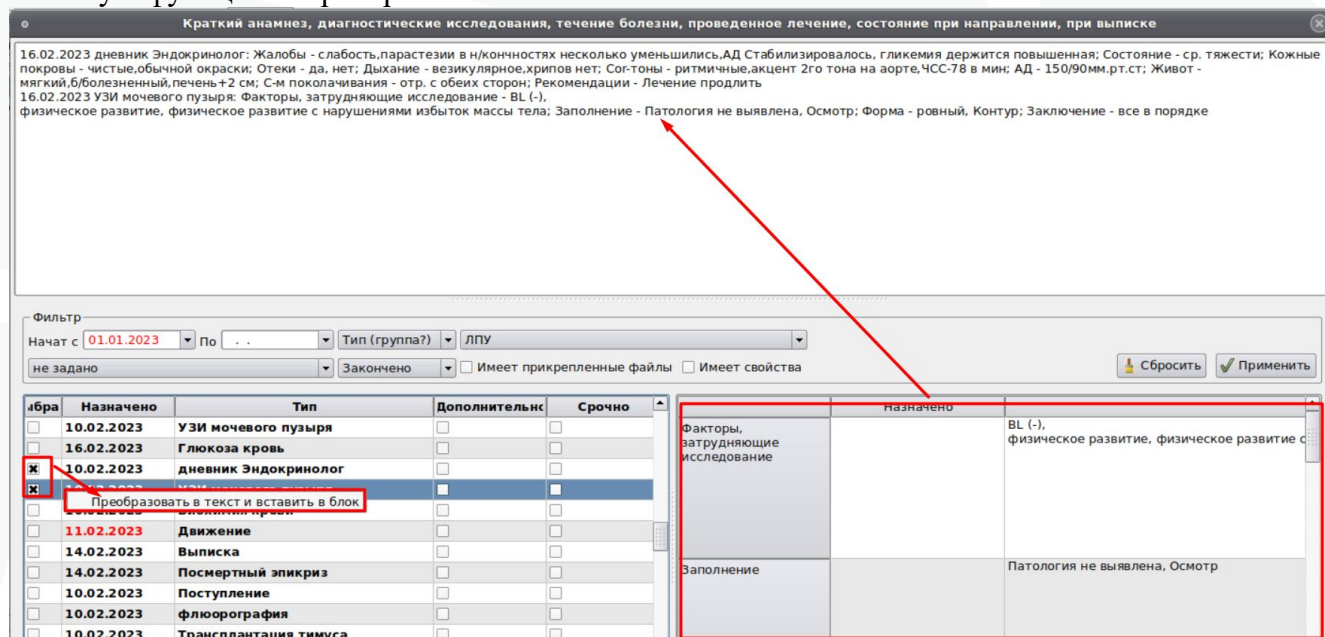 Краткий анамнез, диагностические исследования, течение болезни, проведенное лечение, состояние при направлении, при выписке
16.02.2023 дневник Эндокринолог: Жалобы - слабость,парастезии в н/кончностях несколько уменьшились,АД Стабилизировалось, гликемия держится повышенная; Состояние - ср. тяжести; Кожные
покровы - чистые,обычной окраски; Отеки - да, нет; Дыхание - везикулярное,хрипов нет; Cor-тоны - ритмичные,акцент 2го тона на аорте,ЧСС-78 в мин; АД - 150/90мм.рт.ст; Живот -
мягкий,б/болезненный,печень+2 см; С-м поколачивания - отр. с обеих сторон; Рекомендации - Лечение продлить
16.02.2023 УЗИ мочевого пузыря: Факторы, затрудняющие исследование - BL (-),
физическое развитие, физическое развитие с нарушениями избыток массы тела; Заполнение - Патология не выявлена, Осмотр; Форма - ровный, Контур; Заключение - все в порядке
Фильтр
Начат с 01.01.2023 По . . Тип (группа?) ЛПУ
не задано Закончено Имеет прикрепленные файлы Имеет свойства Сбросить Применить
ыбра Назначено Тип Дополнительнс Срочно
10.02.2023 УЗИ мочевого пузыря
16.02.2023 Глюкоза кровь
10.02.2023 дневник Эндокринолог
Преобразовать в текст и вставить в блок
11.02.2023 Движение
14.02.2023 Выписка
14.02.2023 Посмертный эпикриз
10.02.2023 Поступление
10.02.2023 флюорография
10.02.2023 Трансплантация тимуса
Назначено
Факторы,
затрудняющие
исследование
BL (-),
физическое развитие, физическое развитие с
Заполнение
Патология не выявлена, Осмотр